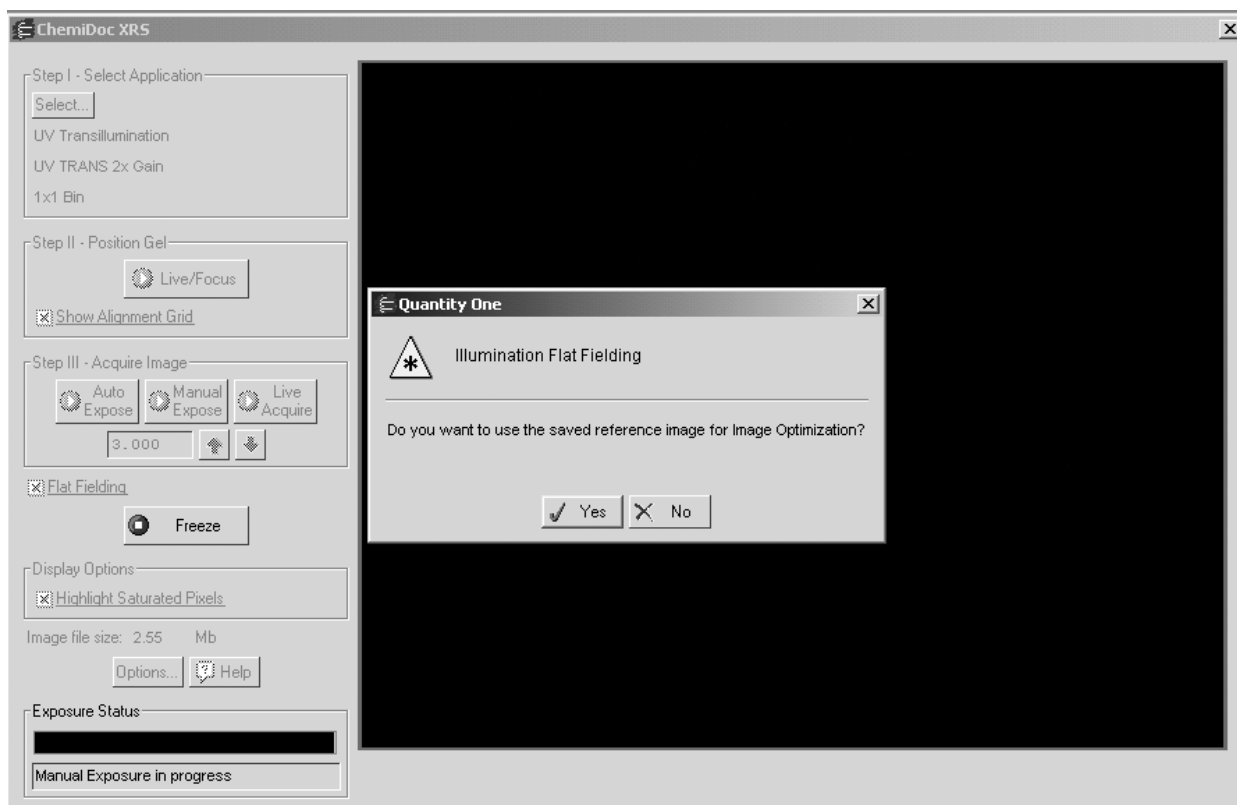 ChemiDoc XRS
Step I - Select Application
Select...
UV Transillumination
UV TRANS 2x Gain
1x1 Bin
Step II - Position Gel
Live/Focus
Show Alignment Grid
Step III - Acquire Image
Auto Expose
Manual Expose
Live Acquire
3.000
Flat Fielding
Freeze
Display Options
Highlight Saturated Pixels
Image file size: 2.55 Mb
Options...
Help
Exposure Status
Manual Exposure in progress
Quantity One
Illumination Flat Fielding
Do you want to use the saved reference image for Image Optimization?
Yes
No